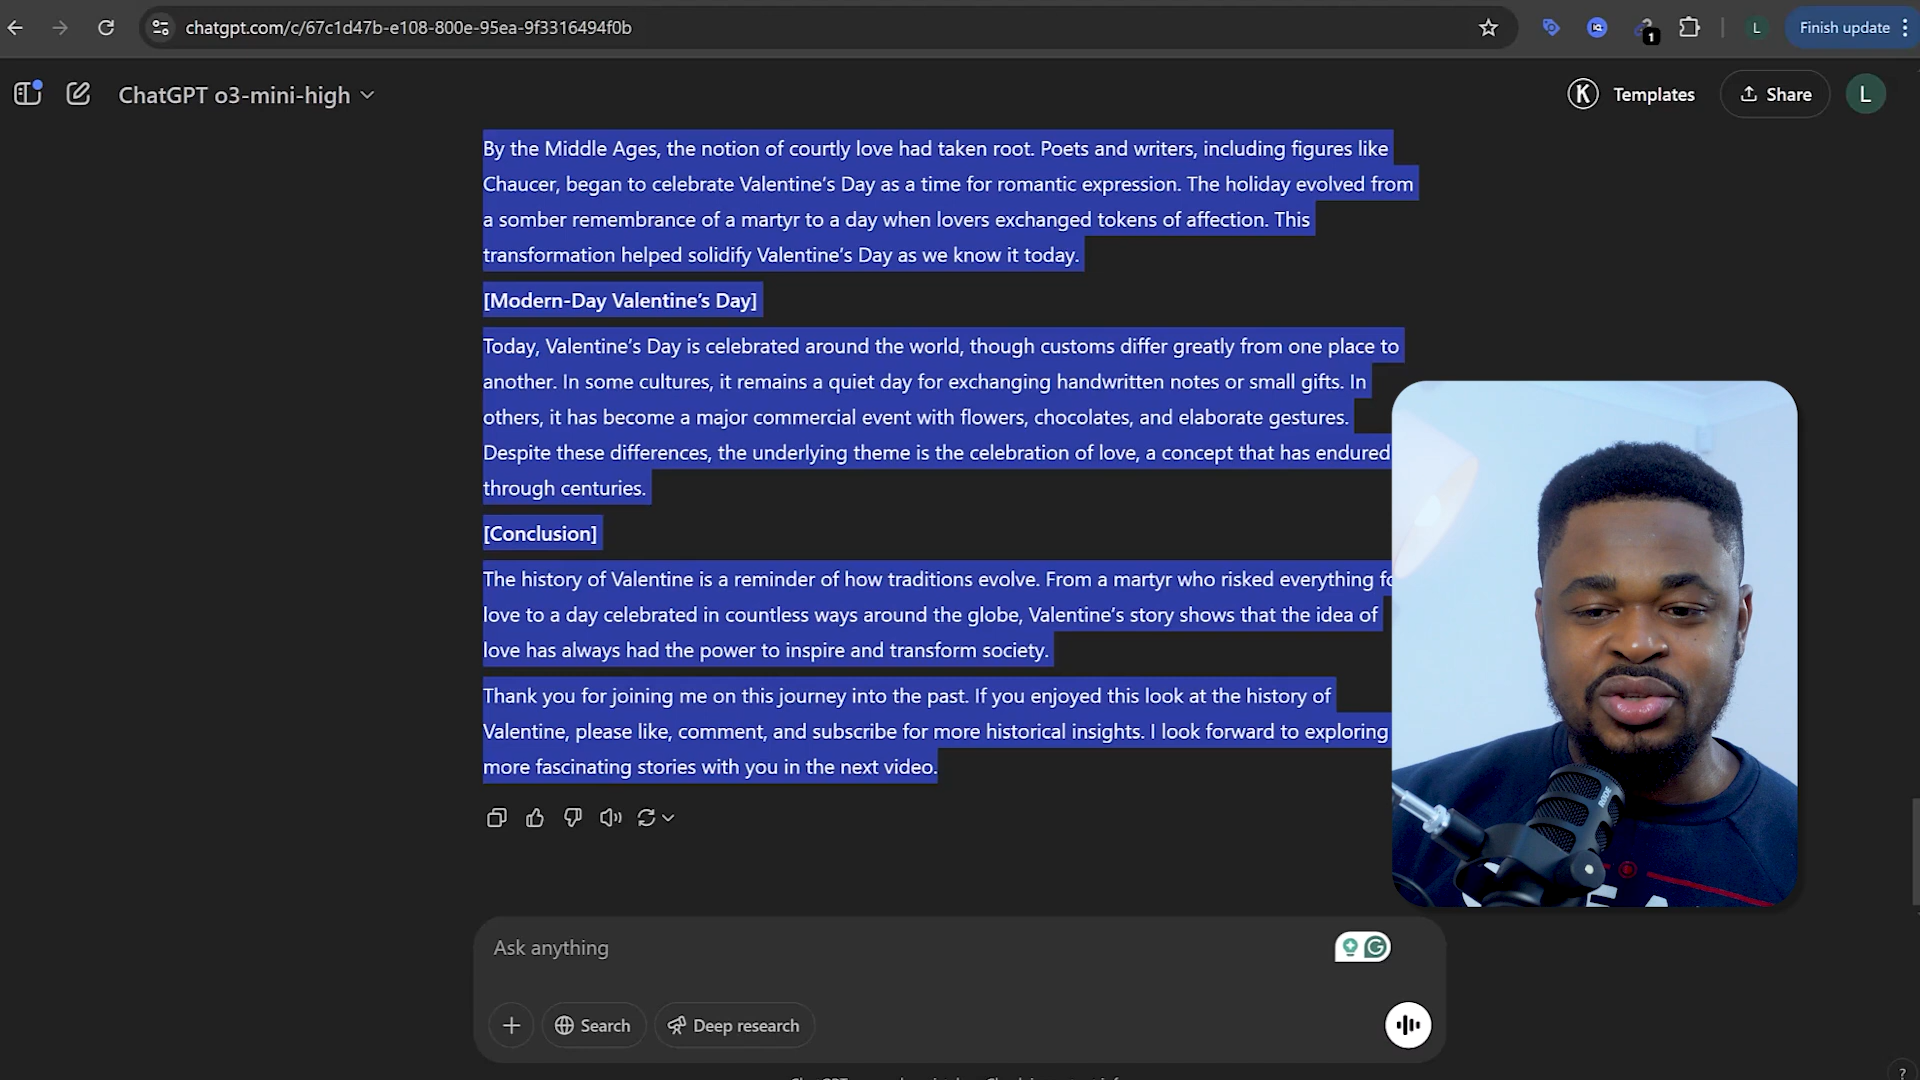 chatgpt.com/c/67c1d47b-e108-800e-95ea-9f3316494f0b
1
L
Finish update
ChatGPT o3-mini-high
K
Templates
Share
L
By the Middle Ages, the notion of courtly love had taken root. Poets and writers, including figures like
Chaucer, began to celebrate Valentine’s Day as a time for romantic expression. The holiday evolved from
a somber remembrance of a martyr to a day when lovers exchanged tokens of affection. This
transformation helped solidify Valentine’s Day as we know it today.
[Modern-Day Valentine’s Day]
Today, Valentine’s Day is celebrated around the world, though customs differ greatly from one place to
another. In some cultures, it remains a quiet day for exchanging handwritten notes or small gifts. In
others, it has become a major commercial event with flowers, chocolates, and elaborate gestures.
Despite these differences, the underlying theme is the celebration of love, a concept that has endured
through centuries.
[Conclusion]
The history of Valentine is a reminder of how traditions evolve. From a martyr who risked everything
love to a day celebrated in countless ways around the globe, Valentine’s story shows that the idea of
love has always had the power to inspire and transform society.
Thank you for joining me on this journey into the past. If you enjoyed this look at the history of
Valentine, please like, comment, and subscribe for more historical insights. I look forward to exploring
more fascinating stories with you in the next video.
RODE
Ask anything
Search
Deep research
?